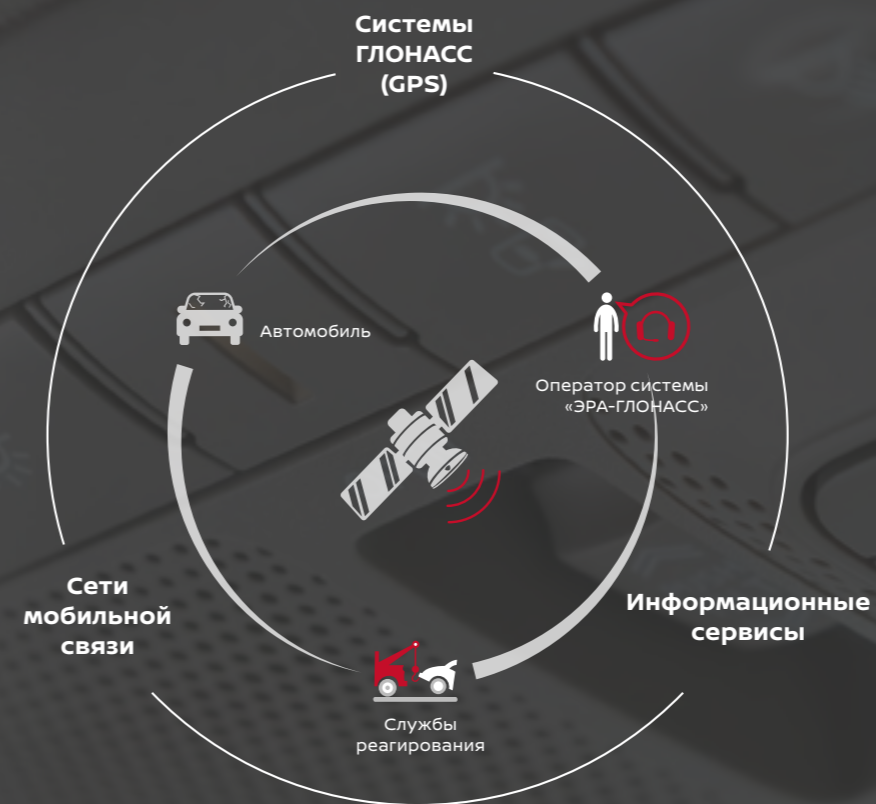 Системы
ГЛОНАСС
(GPS)
Автомобиль
Оператор системы
«ЭРА-ГЛОНАСС»
Сети
мобильной
связи
Информационные
сервисы
Службы
реагирования